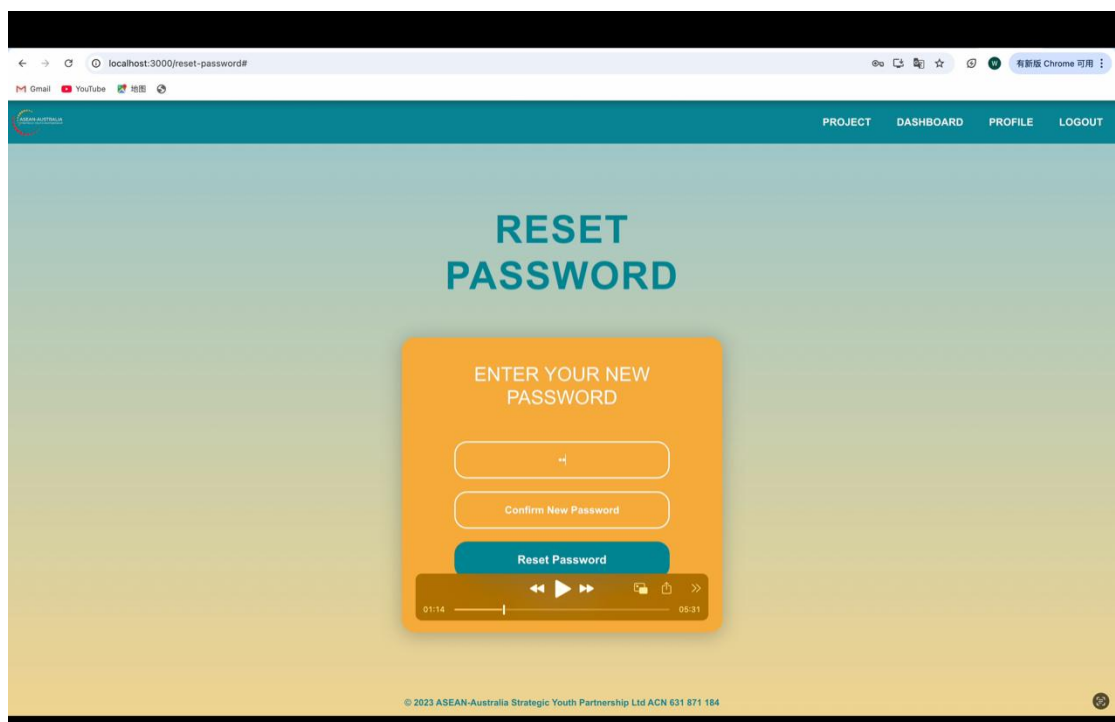 localhost:3000/reset-password#
有新版 Chrome 可用
Gmail YouTube 地图
ASEAN-AUSTRALIA
PROJECT DASHBOARD PROFILE LOGOUT
RESET
PASSWORD
ENTER YOUR NEW
PASSWORD
Confirm New Password
Reset Password
01:14 05:31
© 2023 ASEAN-Australia Strategic Youth Partnership Ltd ACN 631 871 184